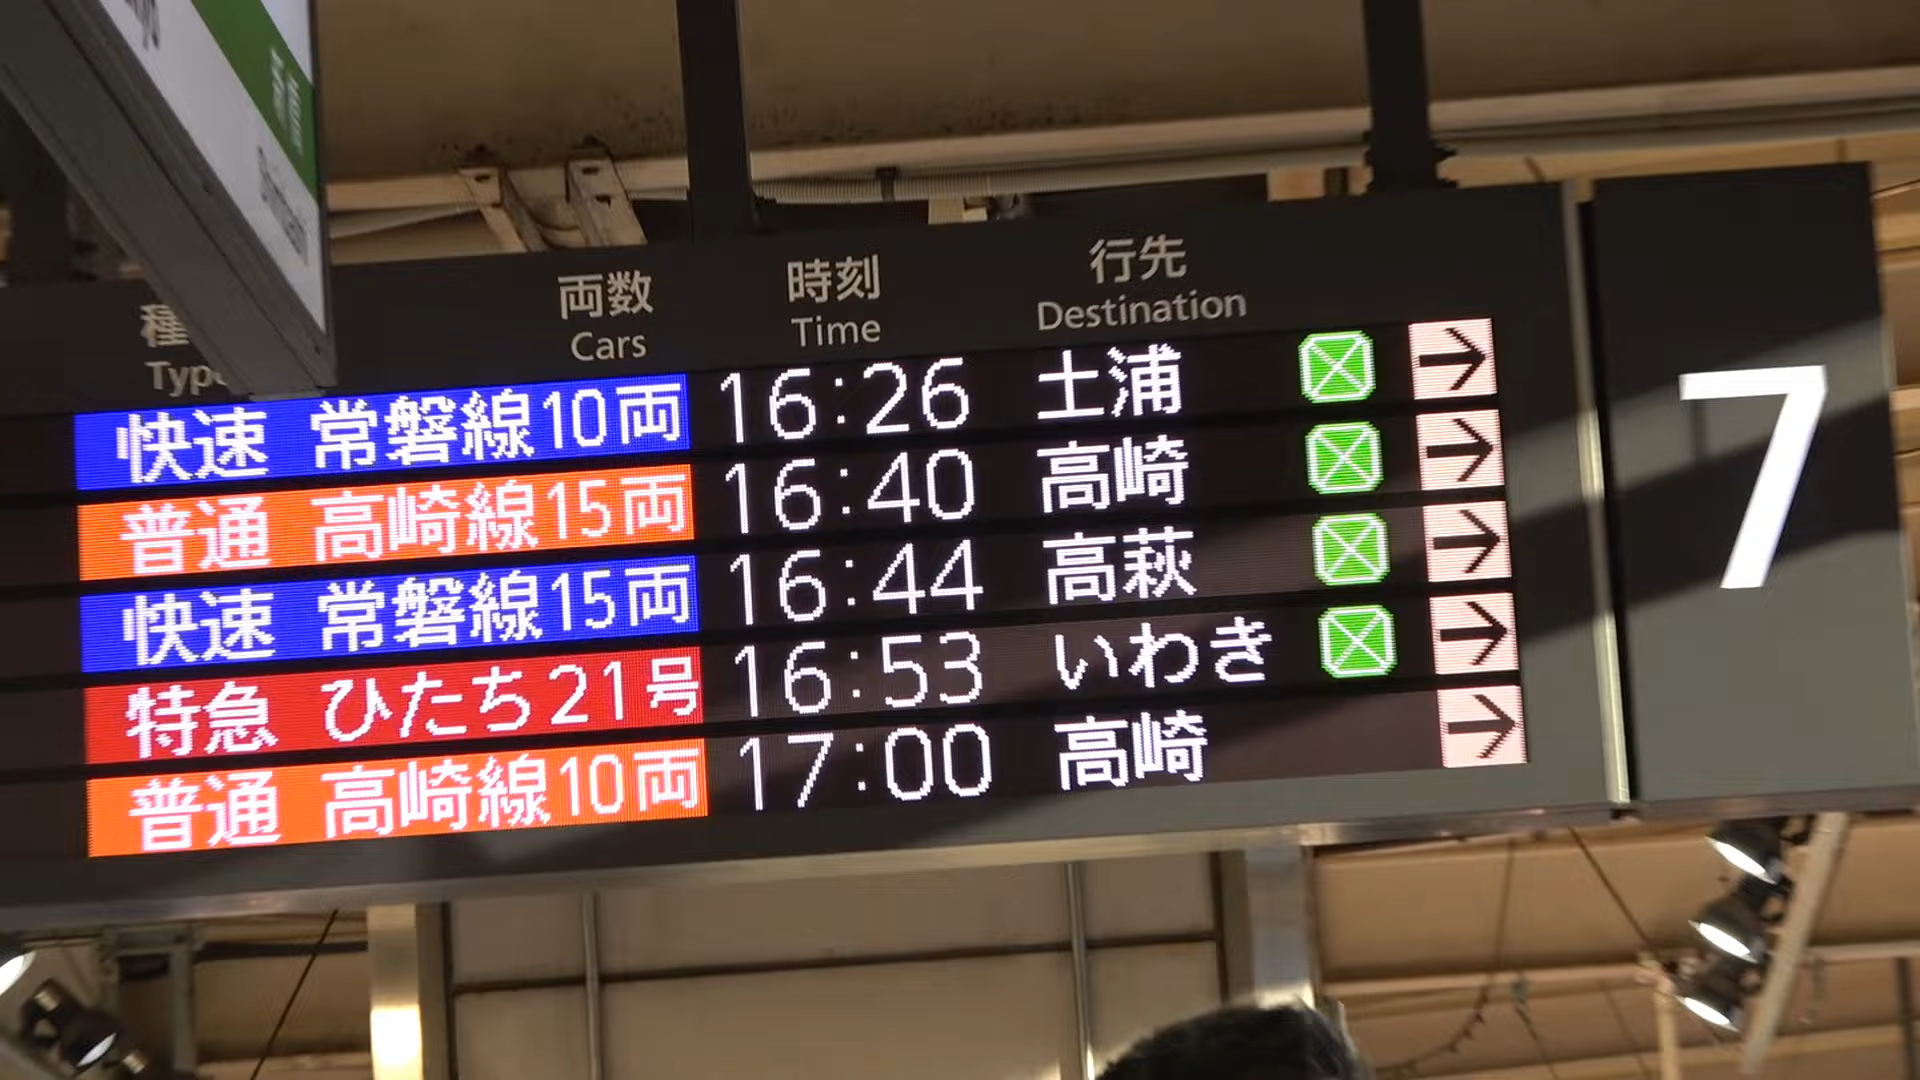 両数 時刻 行先
Cars Time Destination
快速 常磐線10両 16:26 土浦 →
普通 高崎線15両 16:40 高崎 →
快速 常磐線15両 16:44 高萩 →
特急 ひたち21号 16:53 いわき →
普通 高崎線10両 17:00 高崎 →
7